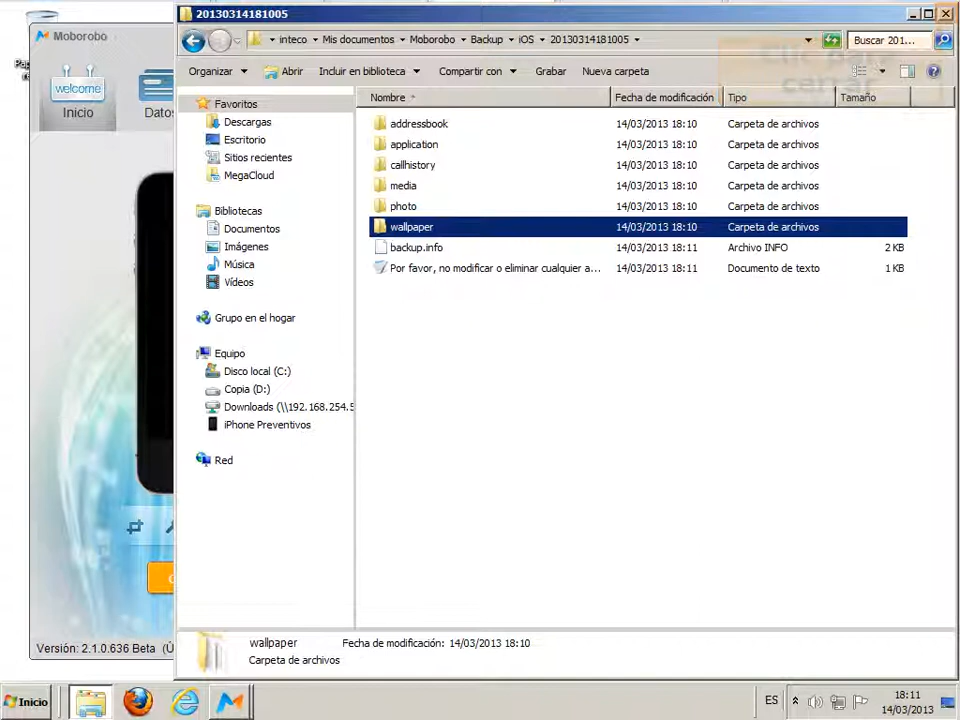 20130314181005
inteco
Mis documentos
Moborobo
Backup
iOS
20130314181005
Buscar 201...
Organizar
Abrir
Incluir en biblioteca
Compartir con
Grabar
Nueva carpeta
Clic para
cerrar
Moborobo
welcome
Inicio
Favoritos
Descargas
Escritorio
Sitios recientes
MegaCloud
Bibliotecas
Documentos
Imágenes
Música
Vídeos
Grupo en el hogar
Equipo
Disco local (C:)
Copia (D:)
Downloads (\\192.168.254.5
iPhone Preventivos
Red
Nombre Fecha de modificación Tipo Tamaño
addressbook 14/03/2013 18:10 Carpeta de archivos
application 14/03/2013 18:10 Carpeta de archivos
callhistory 14/03/2013 18:10 Carpeta de archivos
media 14/03/2013 18:10 Carpeta de archivos
photo 14/03/2013 18:10 Carpeta de archivos
wallpaper 14/03/2013 18:10 Carpeta de archivos
backup.info 14/03/2013 18:11 Archivo INFO 2 KB
Por favor, no modificar o eliminar cualquier a... 14/03/2013 18:11 Documento de texto 1 KB
wallpaper Fecha de modificación: 14/03/2013 18:10
Carpeta de archivos
Versión: 2.1.0.636 Beta
Inicio
ES
18:11
14/03/2013